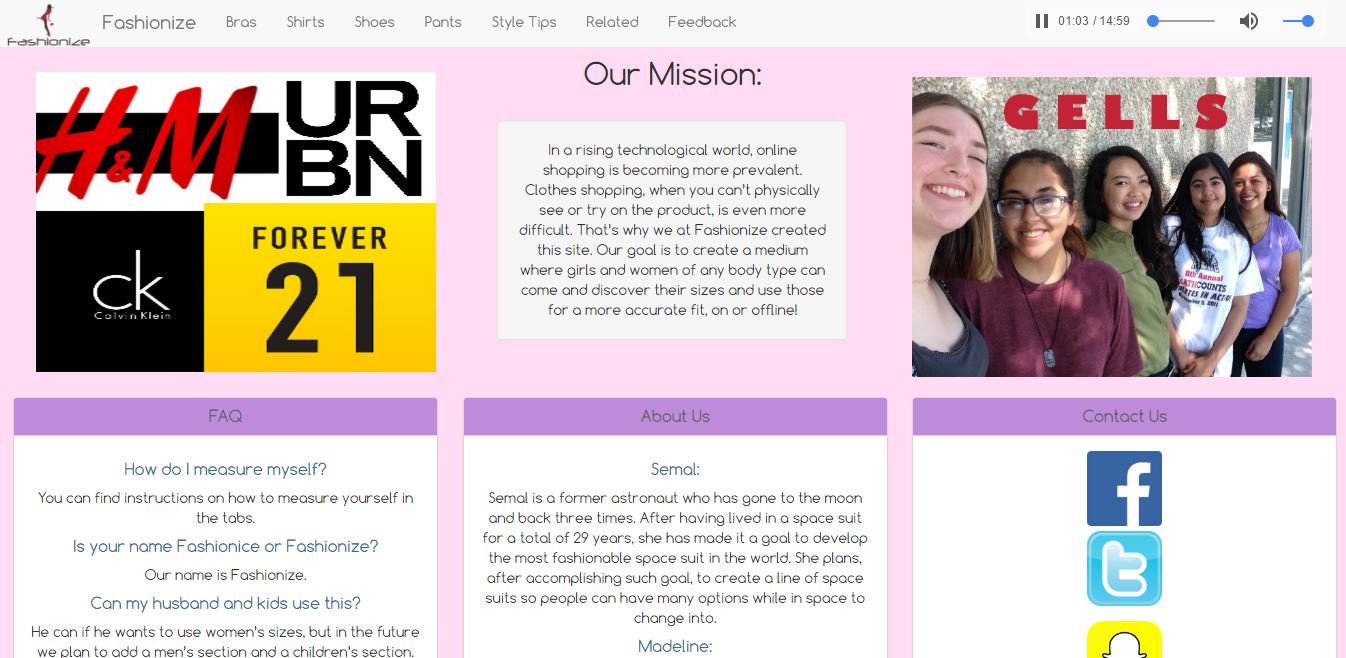 Fashionize
Fashionize
Bras
Shirts
Shoes
Pants
Style Tips
Related
Feedback
01:03 / 14:59
H&M
UR
BN
ck
Calvin Klein
FOREVER
21
Our Mission:
In a rising technological world, online
shopping is becoming more prevalent.
Clothes shopping, when you can't physically
see or try on the product, is even more
difficult. That's why we at Fashionize created
this site. Our goal is to create a medium
where girls and women of any body type can
come and discover their sizes and use those
for a more accurate fit, on or offline!
GELLS
8th Annual
MATHCOUNTS
FAQ
How do I measure myself?
You can find instructions on how to measure yourself in
the tabs.
Is your name Fashionice or Fashionize?
Our name is Fashionize.
Can my husband and kids use this?
He can if he wants to use women's sizes, but in the future
we plan to add a men's section and a children's section.
About Us
Semal:
Semal is a former astronaut who has gone to the moon
and back three times. After having lived in a space suit
for a total of 29 years, she has made it a goal to develop
the most fashionable space suit in the world. She plans,
after accomplishing such goal, to create a line of space
suits so people can have many options while in space to
change into.
Madeline:
Contact Us
f
t